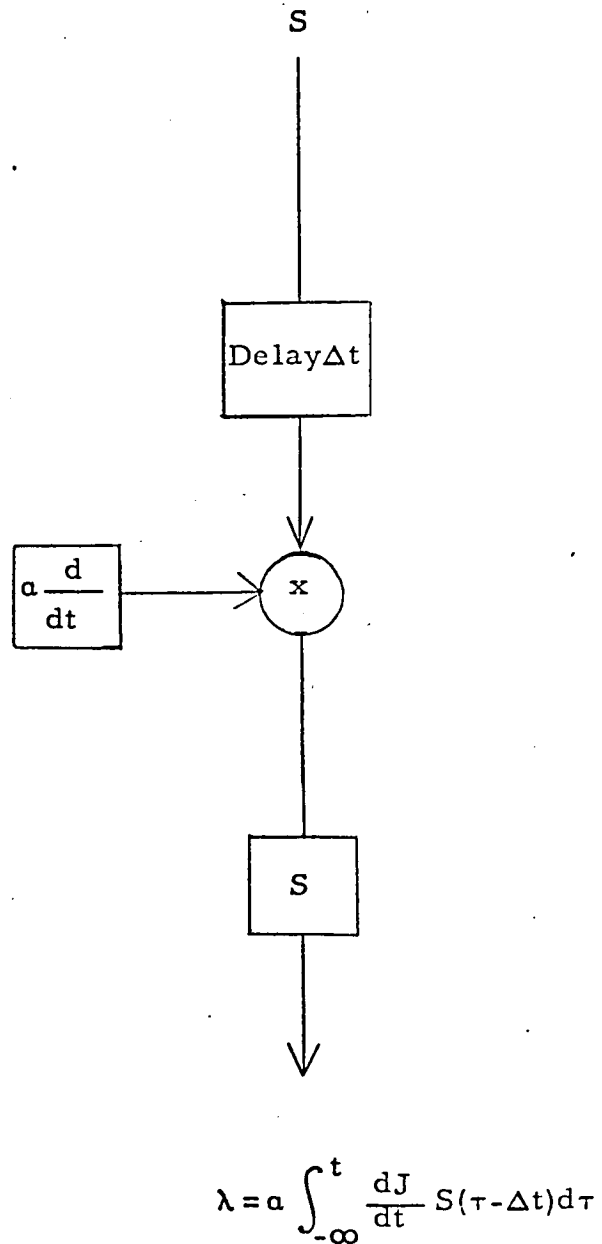 S
DelayΔt
α d/dt
x
S
λ = α ∫_{-∞}^{t} dJ/dt S(τ-Δt)dτ